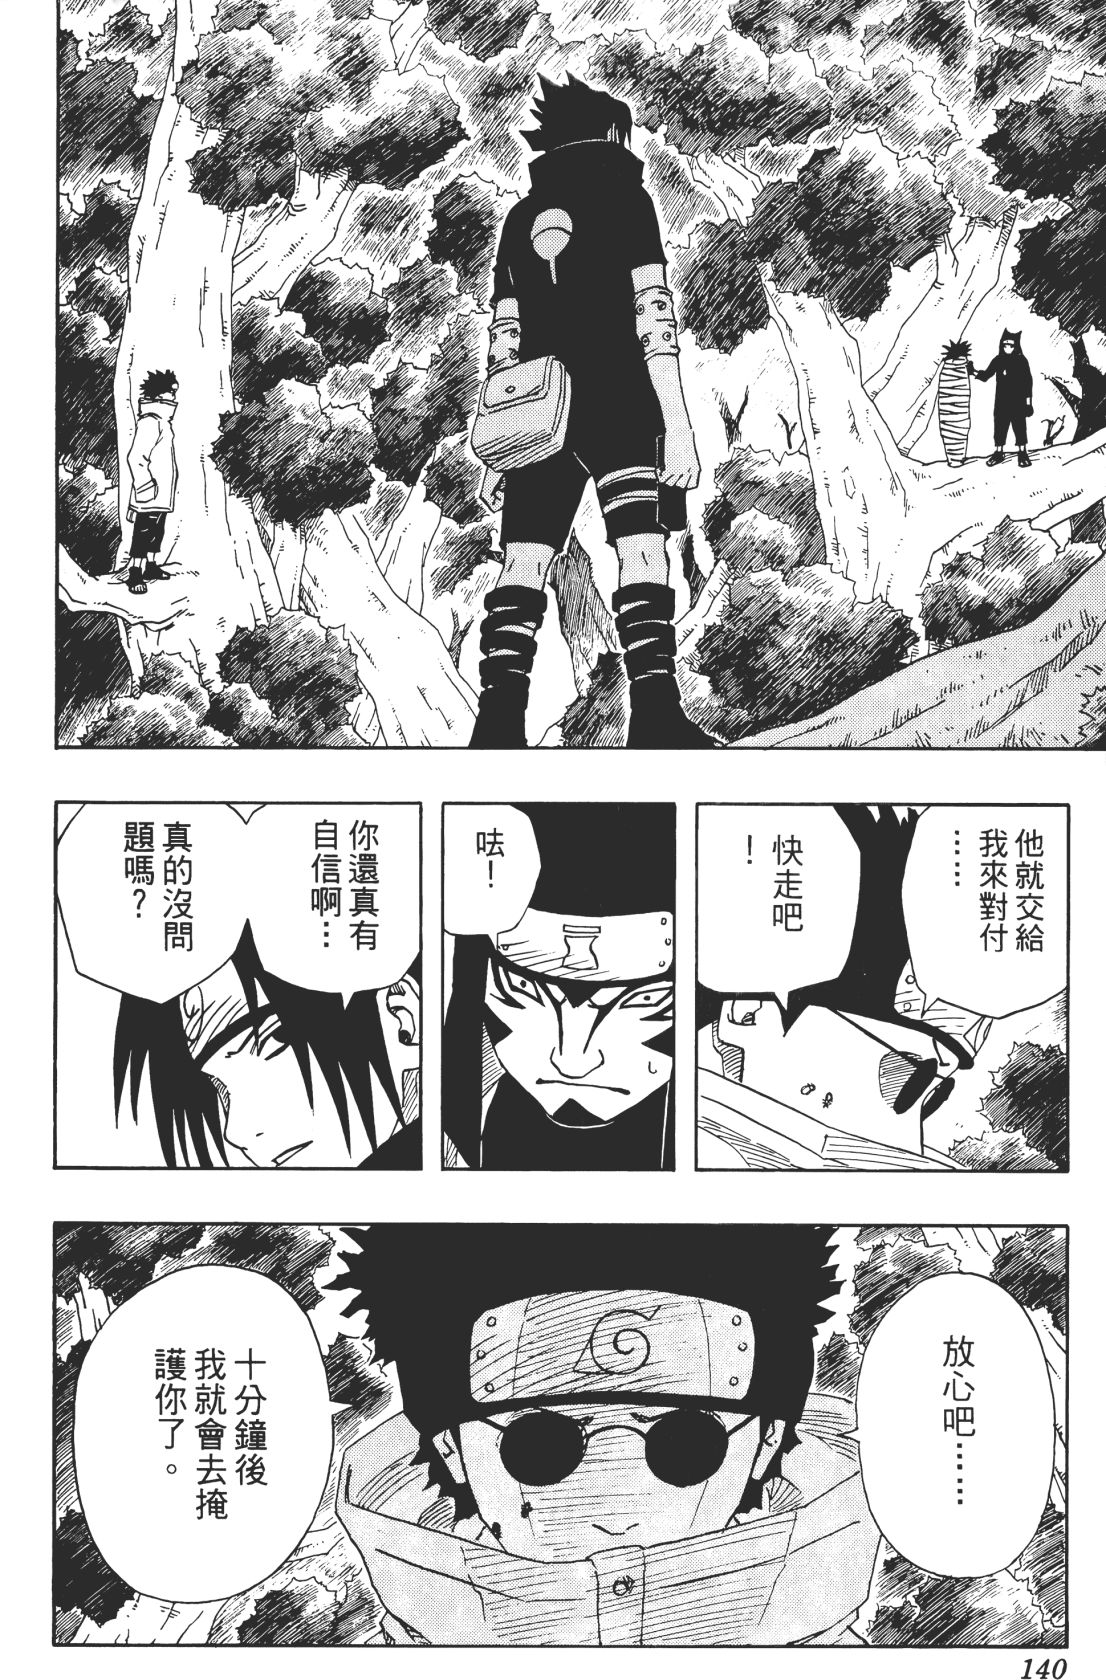 他就交給
我來對付
……
快走吧
！
呿！
你還真有
自信啊…
真的沒問
題嗎？
放心吧……
十分鐘後
我就會去掩
護你了。
140